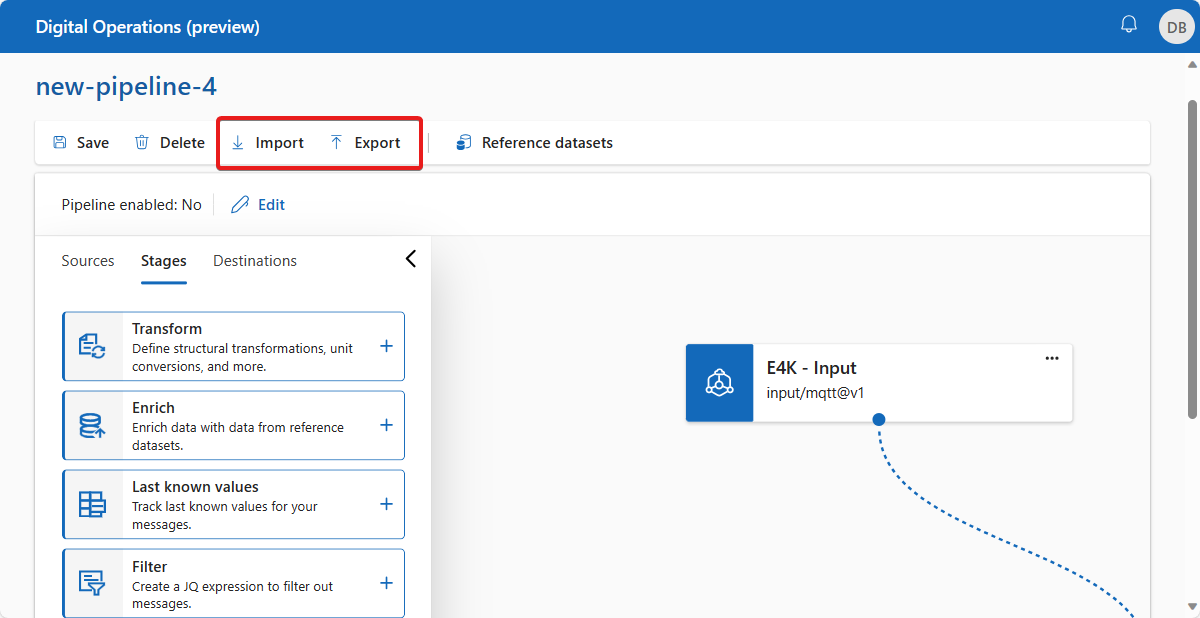 Digital Operations (preview)
DB
new-pipeline-4
Save Delete Import Export Reference datasets
Pipeline enabled: No Edit
Sources Stages Destinations
Transform
Define structural transformations, unit
conversions, and more.
Enrich
Enrich data with data from reference
datasets.
Last known values
Track last known values for your
messages.
Filter
Create a JQ expression to filter out
messages.
E4K - Input
input/mqtt@v1